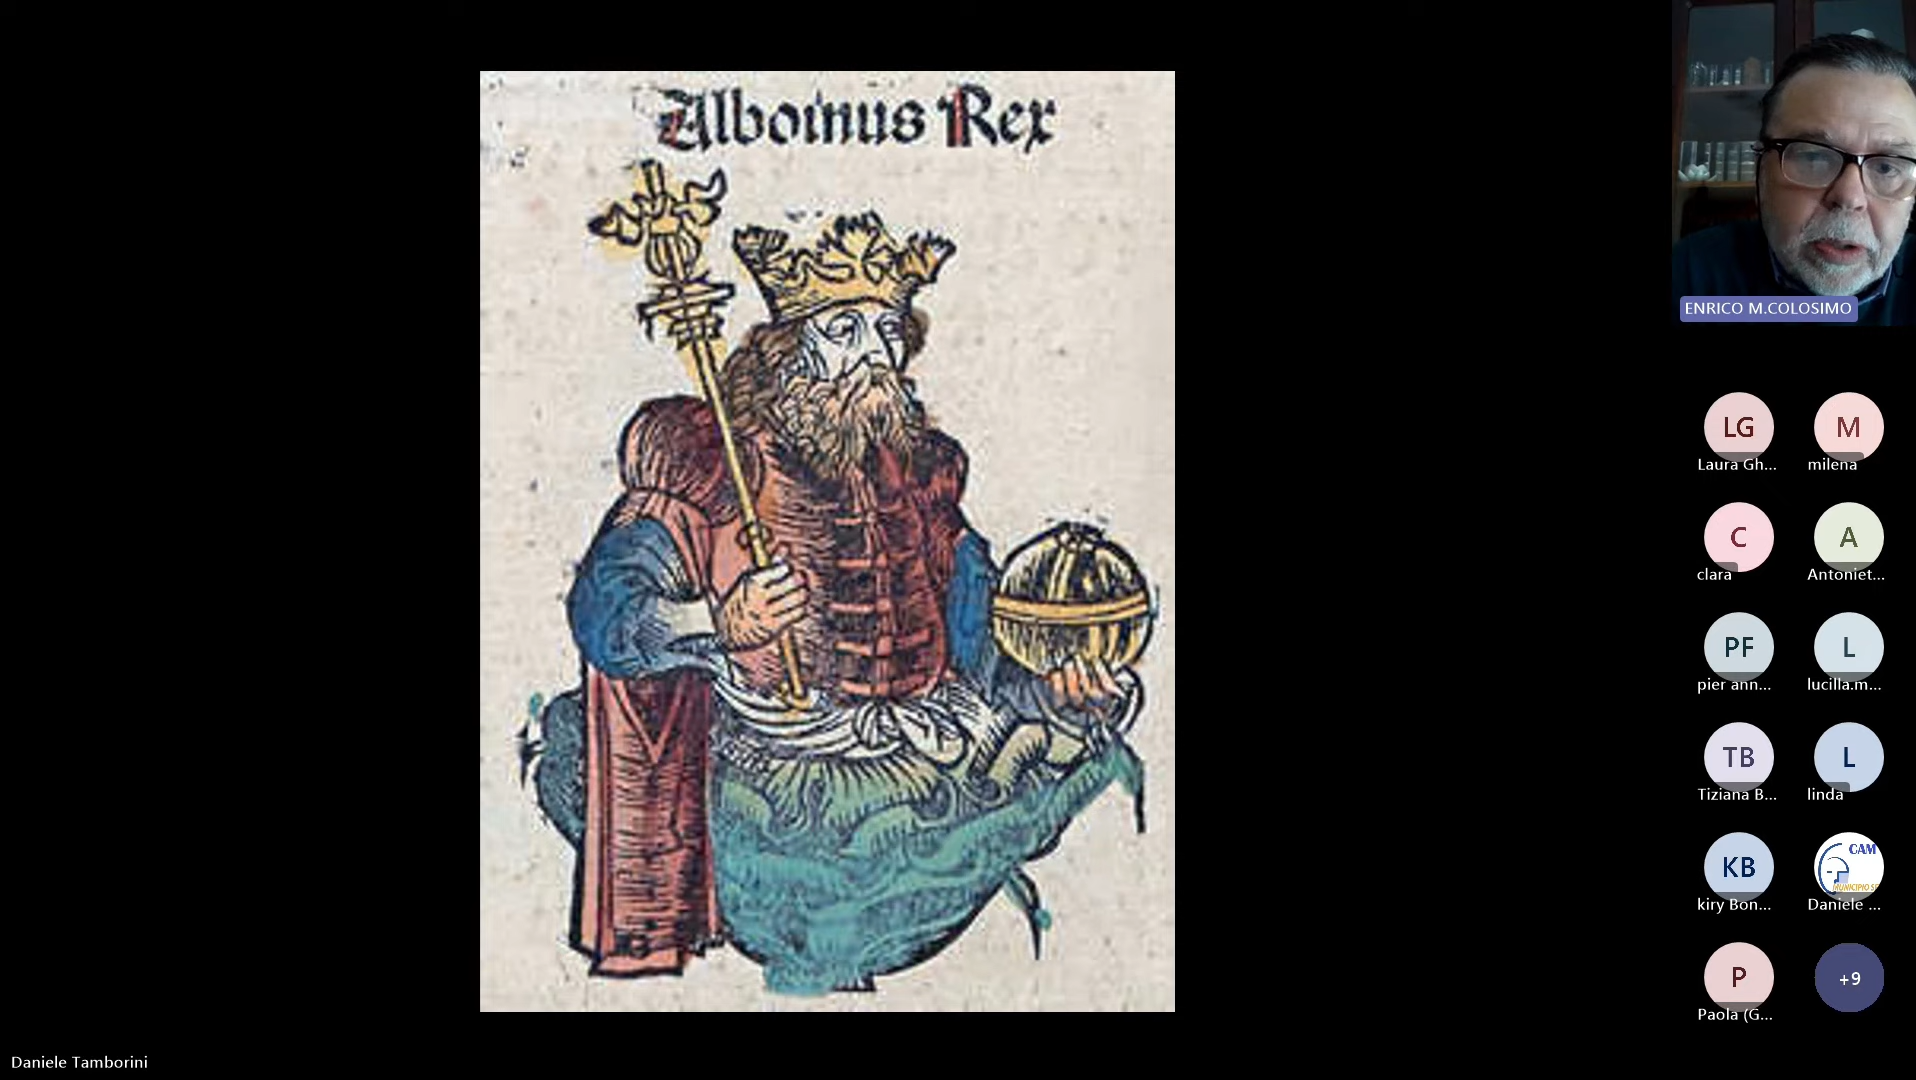 Alboinus Rex
ENRICO M.COLOSIMO
LG
Laura Gh...
M
milena
C
clara
A
Antoniet...
PF
pier ann...
L
lucilla.m...
TB
Tiziana B...
L
linda
KB
kiry Bon...
CAM
MUNICIPIO
Daniele ...
P
Paola (G...
+9
Daniele Tamborini